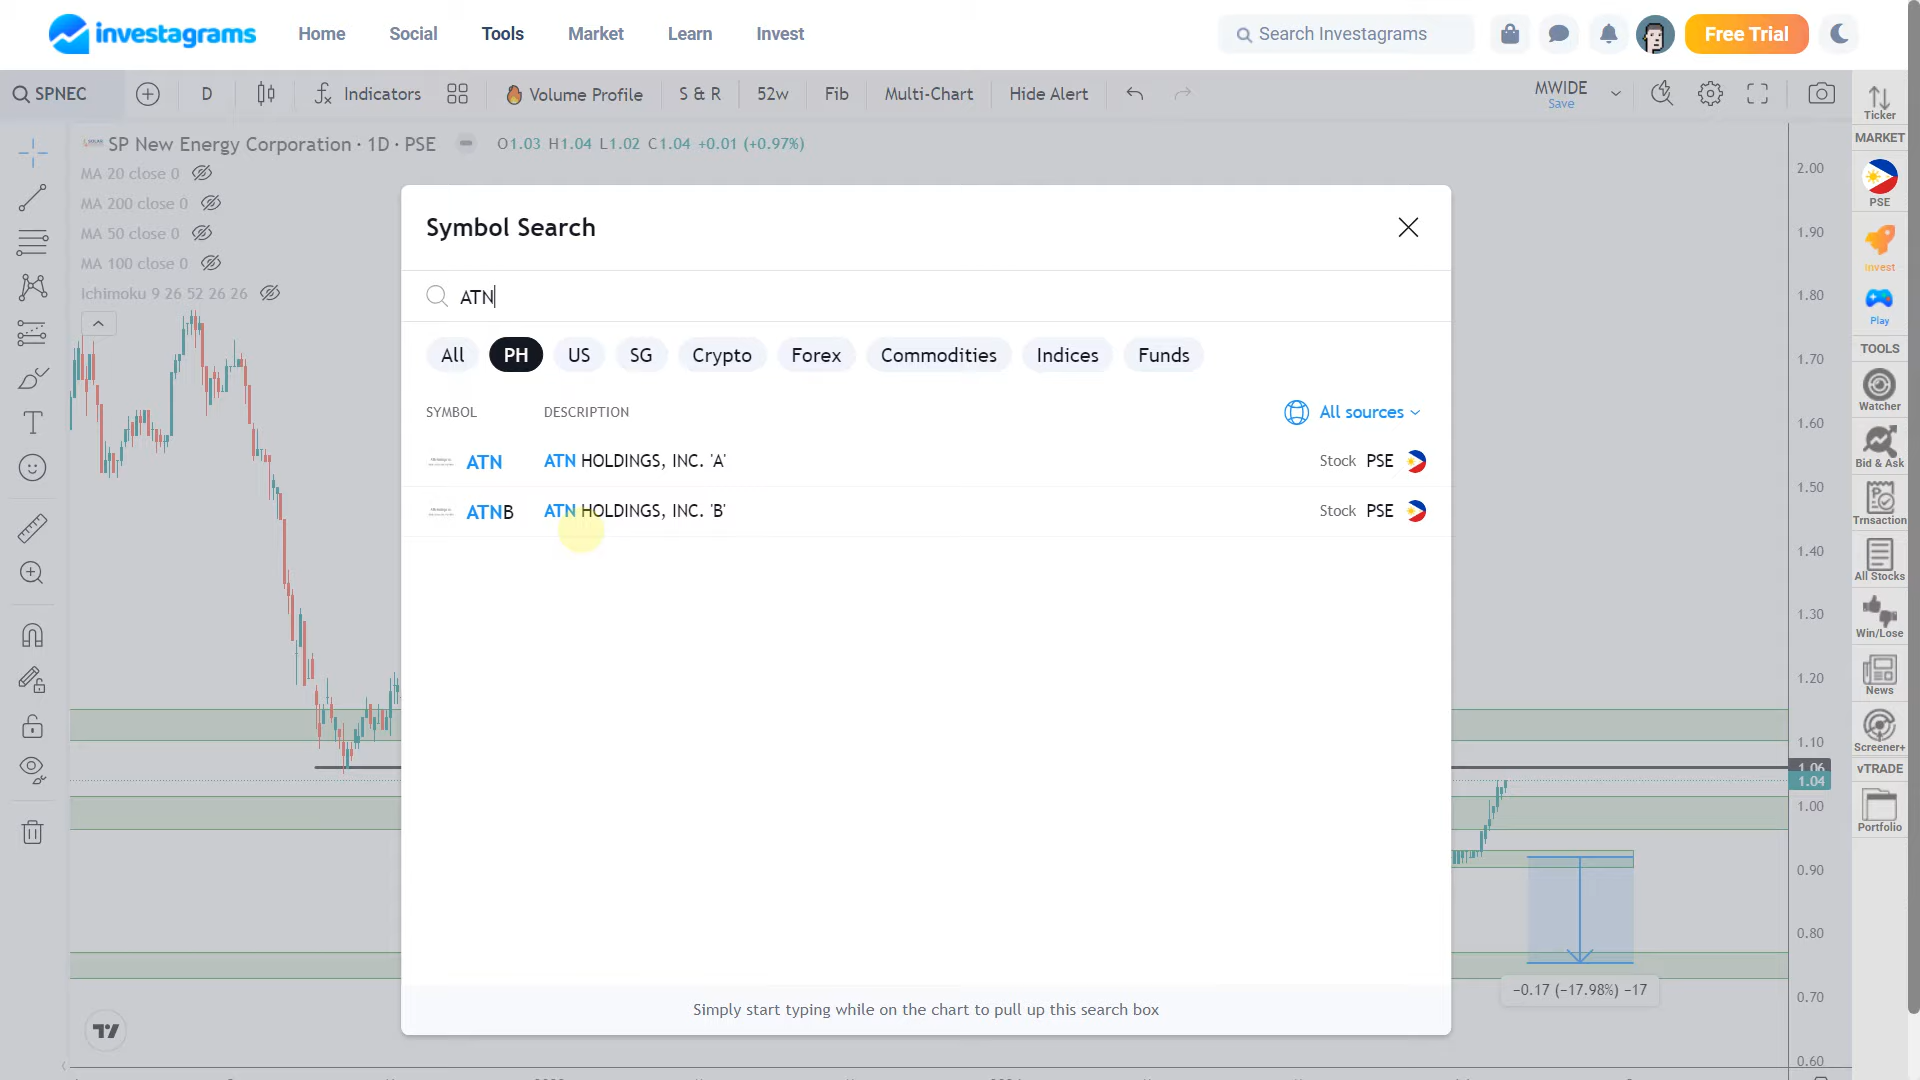 investagrams Home Social Tools Market Learn Invest Search Investagrams Free Trial
SPNEC D Indicators Volume Profile S & R 52w Fib Multi-Chart Hide Alert MWIDE
Save
Ticker
MARKET
PSE
Invest
Play
TOOLS
Watcher
Bid & Ask
Trnsaction
All Stocks
Win/Lose
News
Screener+
vTRADE
Portfolio
SP New Energy Corporation · 1D · PSE O1.03 H1.04 L1.02 C1.04 +0.01 (+0.97%)
MA 20 close 0
MA 200 close 0
MA 50 close 0
MA 100 close 0
Ichimoku 9 26 52 26 26
Symbol Search
ATN
All PH US SG Crypto Forex Commodities Indices Funds
SYMBOL DESCRIPTION All sources
ATN ATN HOLDINGS, INC. 'A' Stock PSE
ATNB ATN HOLDINGS, INC. 'B' Stock PSE
Simply start typing while on the chart to pull up this search box
2.00
1.90
1.80
1.70
1.60
1.50
1.40
1.30
1.20
1.10
1.06
1.04
1.00
0.90
0.80
0.70
0.60
−0.17 (−17.98%) −17